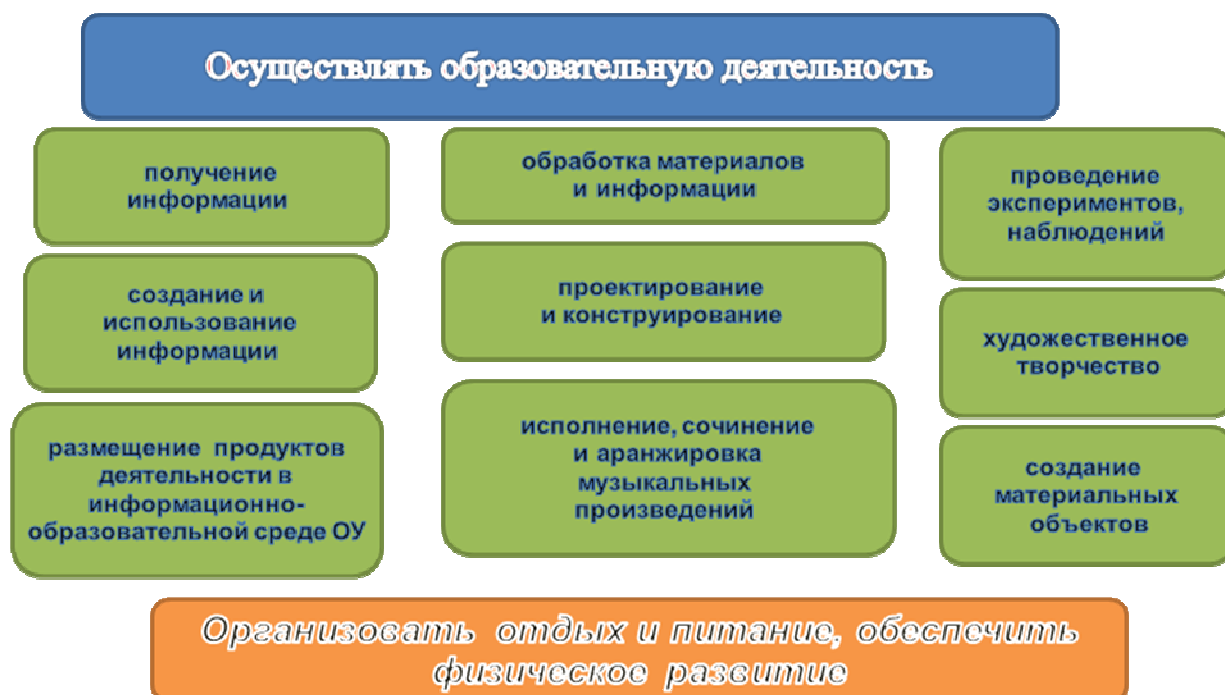 Осуществлять образовательную деятельность
получение
информации
создание и
использование
информации
размещение продуктов
деятельности в
информационно-
образовательной среде ОУ
обработка материалов
и информации
проектирование
и конструирование
исполнение, сочинение
и аранжировка
музыкальных
произведений
проведение
экспериментов,
наблюдений
художественное
творчество
создание
материальных
объектов
Организовать отдых и питание, обеспечить
физическое развитие